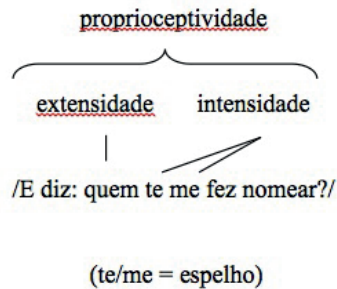 proprioceptividade
extensidade intensidade
/E diz: quem te me fez nomear?/
(te/me = espelho)